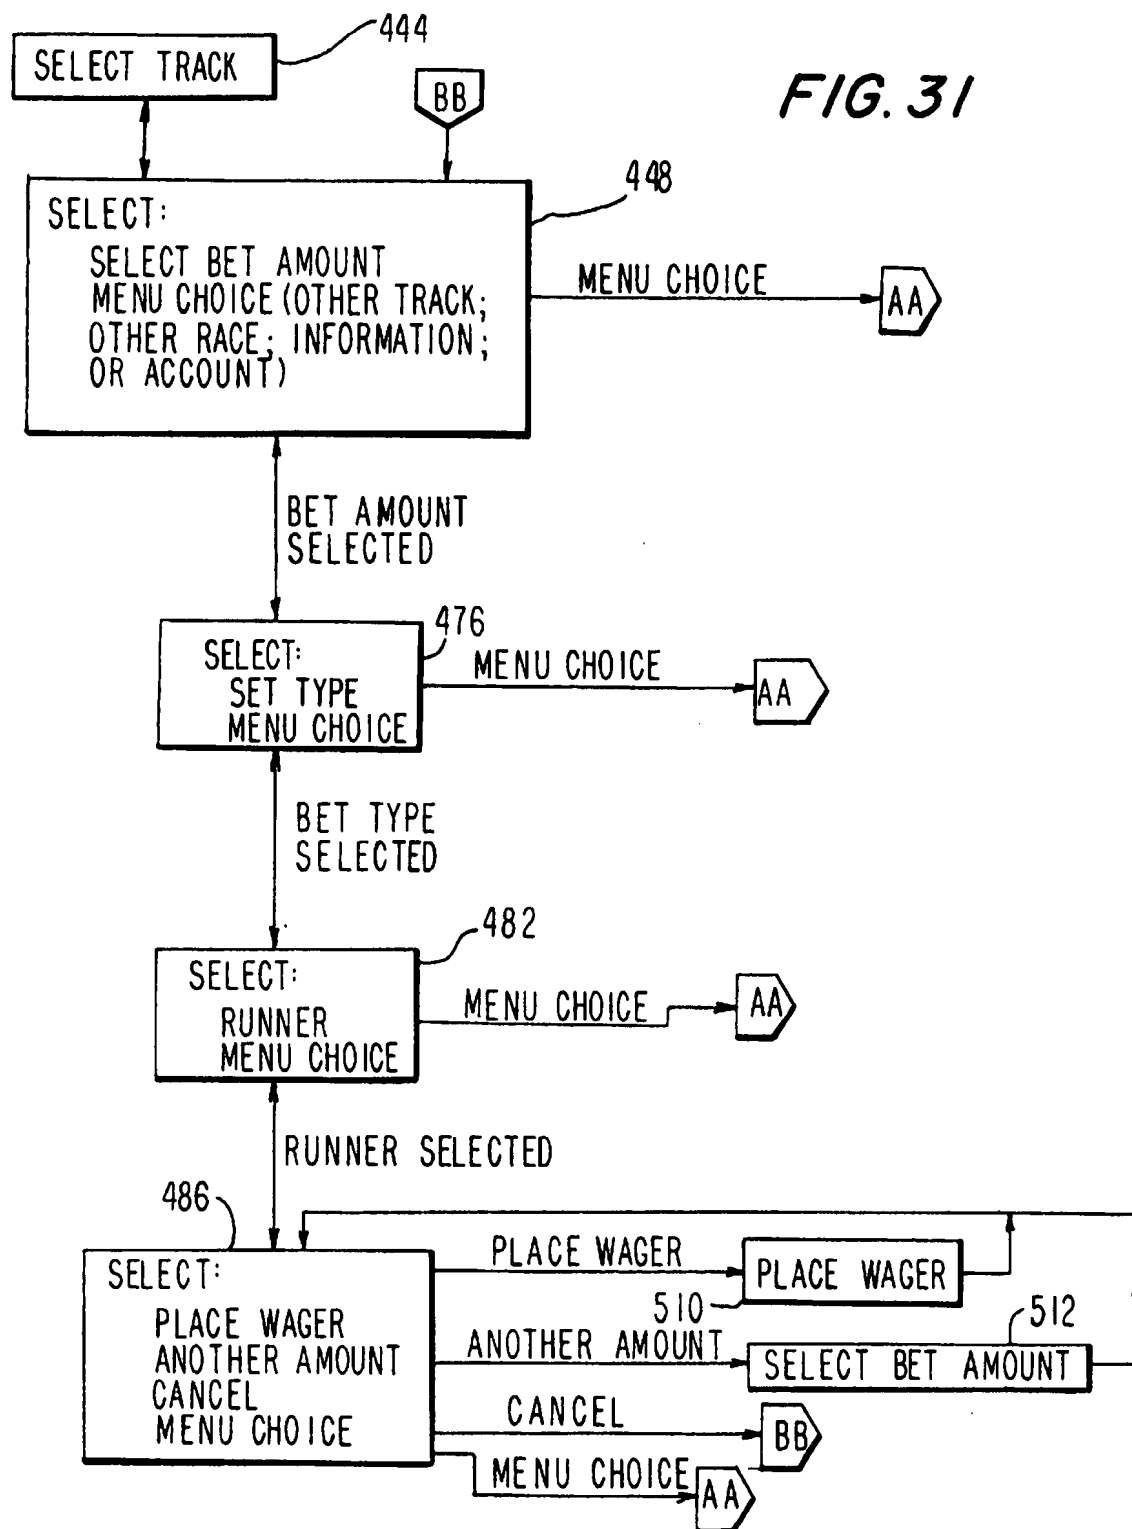 444
SELECT TRACK
BB
FIG. 31
448
SELECT:
SELECT BET AMOUNT
MENU CHOICE (OTHER TRACK;
OTHER RACE; INFORMATION;
OR ACCOUNT)
MENU CHOICE
AA
BET AMOUNT
SELECTED
476
SELECT:
SET TYPE
MENU CHOICE
MENU CHOICE
AA
BET TYPE
SELECTED
482
SELECT:
RUNNER
MENU CHOICE
MENU CHOICE
AA
RUNNER SELECTED
486
SELECT:
PLACE WAGER
ANOTHER AMOUNT
CANCEL
MENU CHOICE
PLACE WAGER
PLACE WAGER
510
512
ANOTHER AMOUNT
SELECT BET AMOUNT
CANCEL
BB
MENU CHOICE
AA